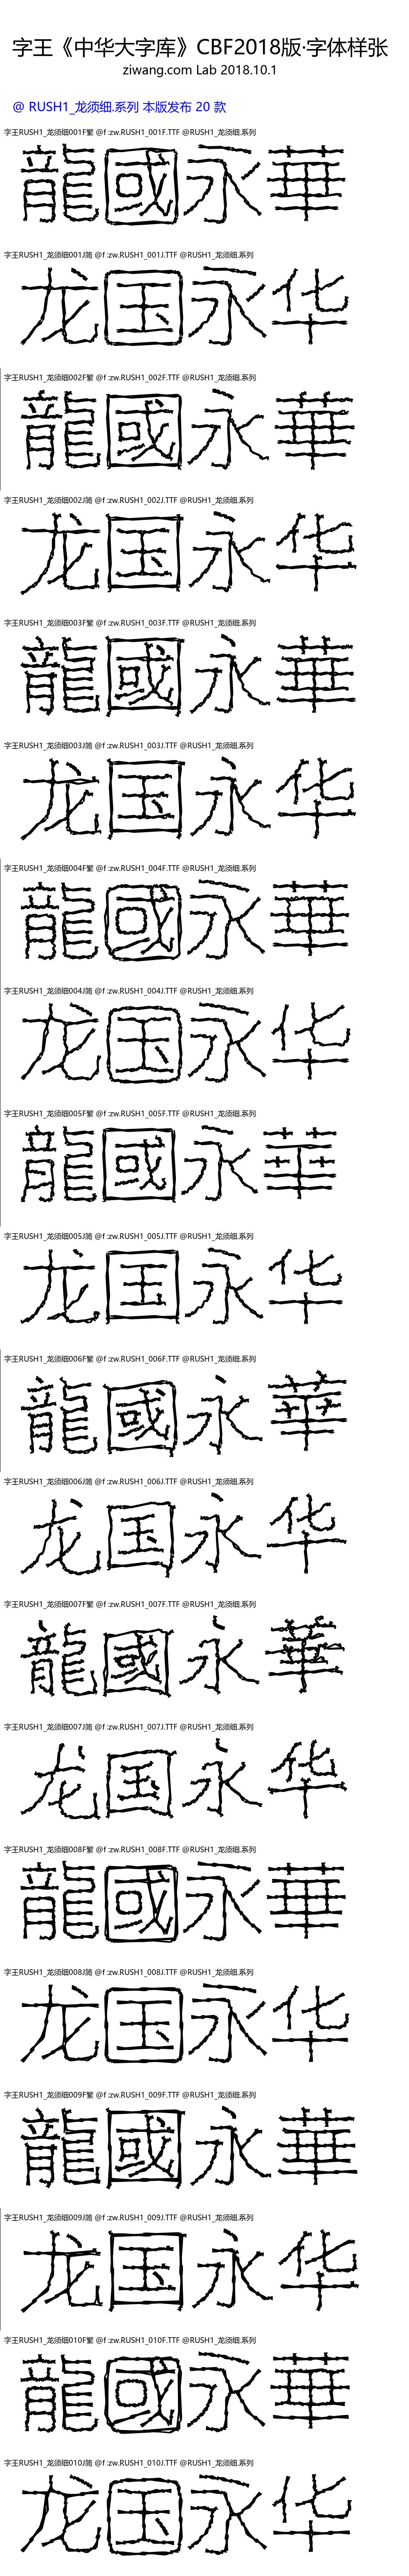 字王《中华大字库》CBF2018版·字体样张
ziwang.com Lab 2018.10.1
@ RUSH1_龙须细.系列 本版发布 20 款
字王RUSH1_龙须细001F繁 @f :zw.RUSH1_001F.TTF @RUSH1_龙须细.系列
龍國永華
字王RUSH1_龙须细001J简 @f :zw.RUSH1_001J.TTF @RUSH1_龙须细.系列
龙国永华
字王RUSH1_龙须细002F繁 @f :zw.RUSH1_002F.TTF @RUSH1_龙须细.系列
龍國永華
字王RUSH1_龙须细002J简 @f :zw.RUSH1_002J.TTF @RUSH1_龙须细.系列
龙国永华
字王RUSH1_龙须细003F繁 @f :zw.RUSH1_003F.TTF @RUSH1_龙须细.系列
龍國永華
字王RUSH1_龙须细003J简 @f :zw.RUSH1_003J.TTF @RUSH1_龙须细.系列
龙国永华
字王RUSH1_龙须细004F繁 @f :zw.RUSH1_004F.TTF @RUSH1_龙须细.系列
龍國永華
字王RUSH1_龙须细004J简 @f :zw.RUSH1_004J.TTF @RUSH1_龙须细.系列
龙国永华
字王RUSH1_龙须细005F繁 @f :zw.RUSH1_005F.TTF @RUSH1_龙须细.系列
龍國永華
字王RUSH1_龙须细005J简 @f :zw.RUSH1_005J.TTF @RUSH1_龙须细.系列
龙国永华
字王RUSH1_龙须细006F繁 @f :zw.RUSH1_006F.TTF @RUSH1_龙须细.系列
龍國永華
字王RUSH1_龙须细006J简 @f :zw.RUSH1_006J.TTF @RUSH1_龙须细.系列
龙国永华
字王RUSH1_龙须细007F繁 @f :zw.RUSH1_007F.TTF @RUSH1_龙须细.系列
龍國永華
字王RUSH1_龙须细007J简 @f :zw.RUSH1_007J.TTF @RUSH1_龙须细.系列
龙国永华
字王RUSH1_龙须细008F繁 @f :zw.RUSH1_008F.TTF @RUSH1_龙须细.系列
龍國永華
字王RUSH1_龙须细008J简 @f :zw.RUSH1_008J.TTF @RUSH1_龙须细.系列
龙国永华
字王RUSH1_龙须细009F繁 @f :zw.RUSH1_009F.TTF @RUSH1_龙须细.系列
龍國永華
字王RUSH1_龙须细009J简 @f :zw.RUSH1_009J.TTF @RUSH1_龙须细.系列
龙国永华
字王RUSH1_龙须细010F繁 @f :zw.RUSH1_010F.TTF @RUSH1_龙须细.系列
龍國永華
字王RUSH1_龙须细010J简 @f :zw.RUSH1_010J.TTF @RUSH1_龙须细.系列
龙国永华